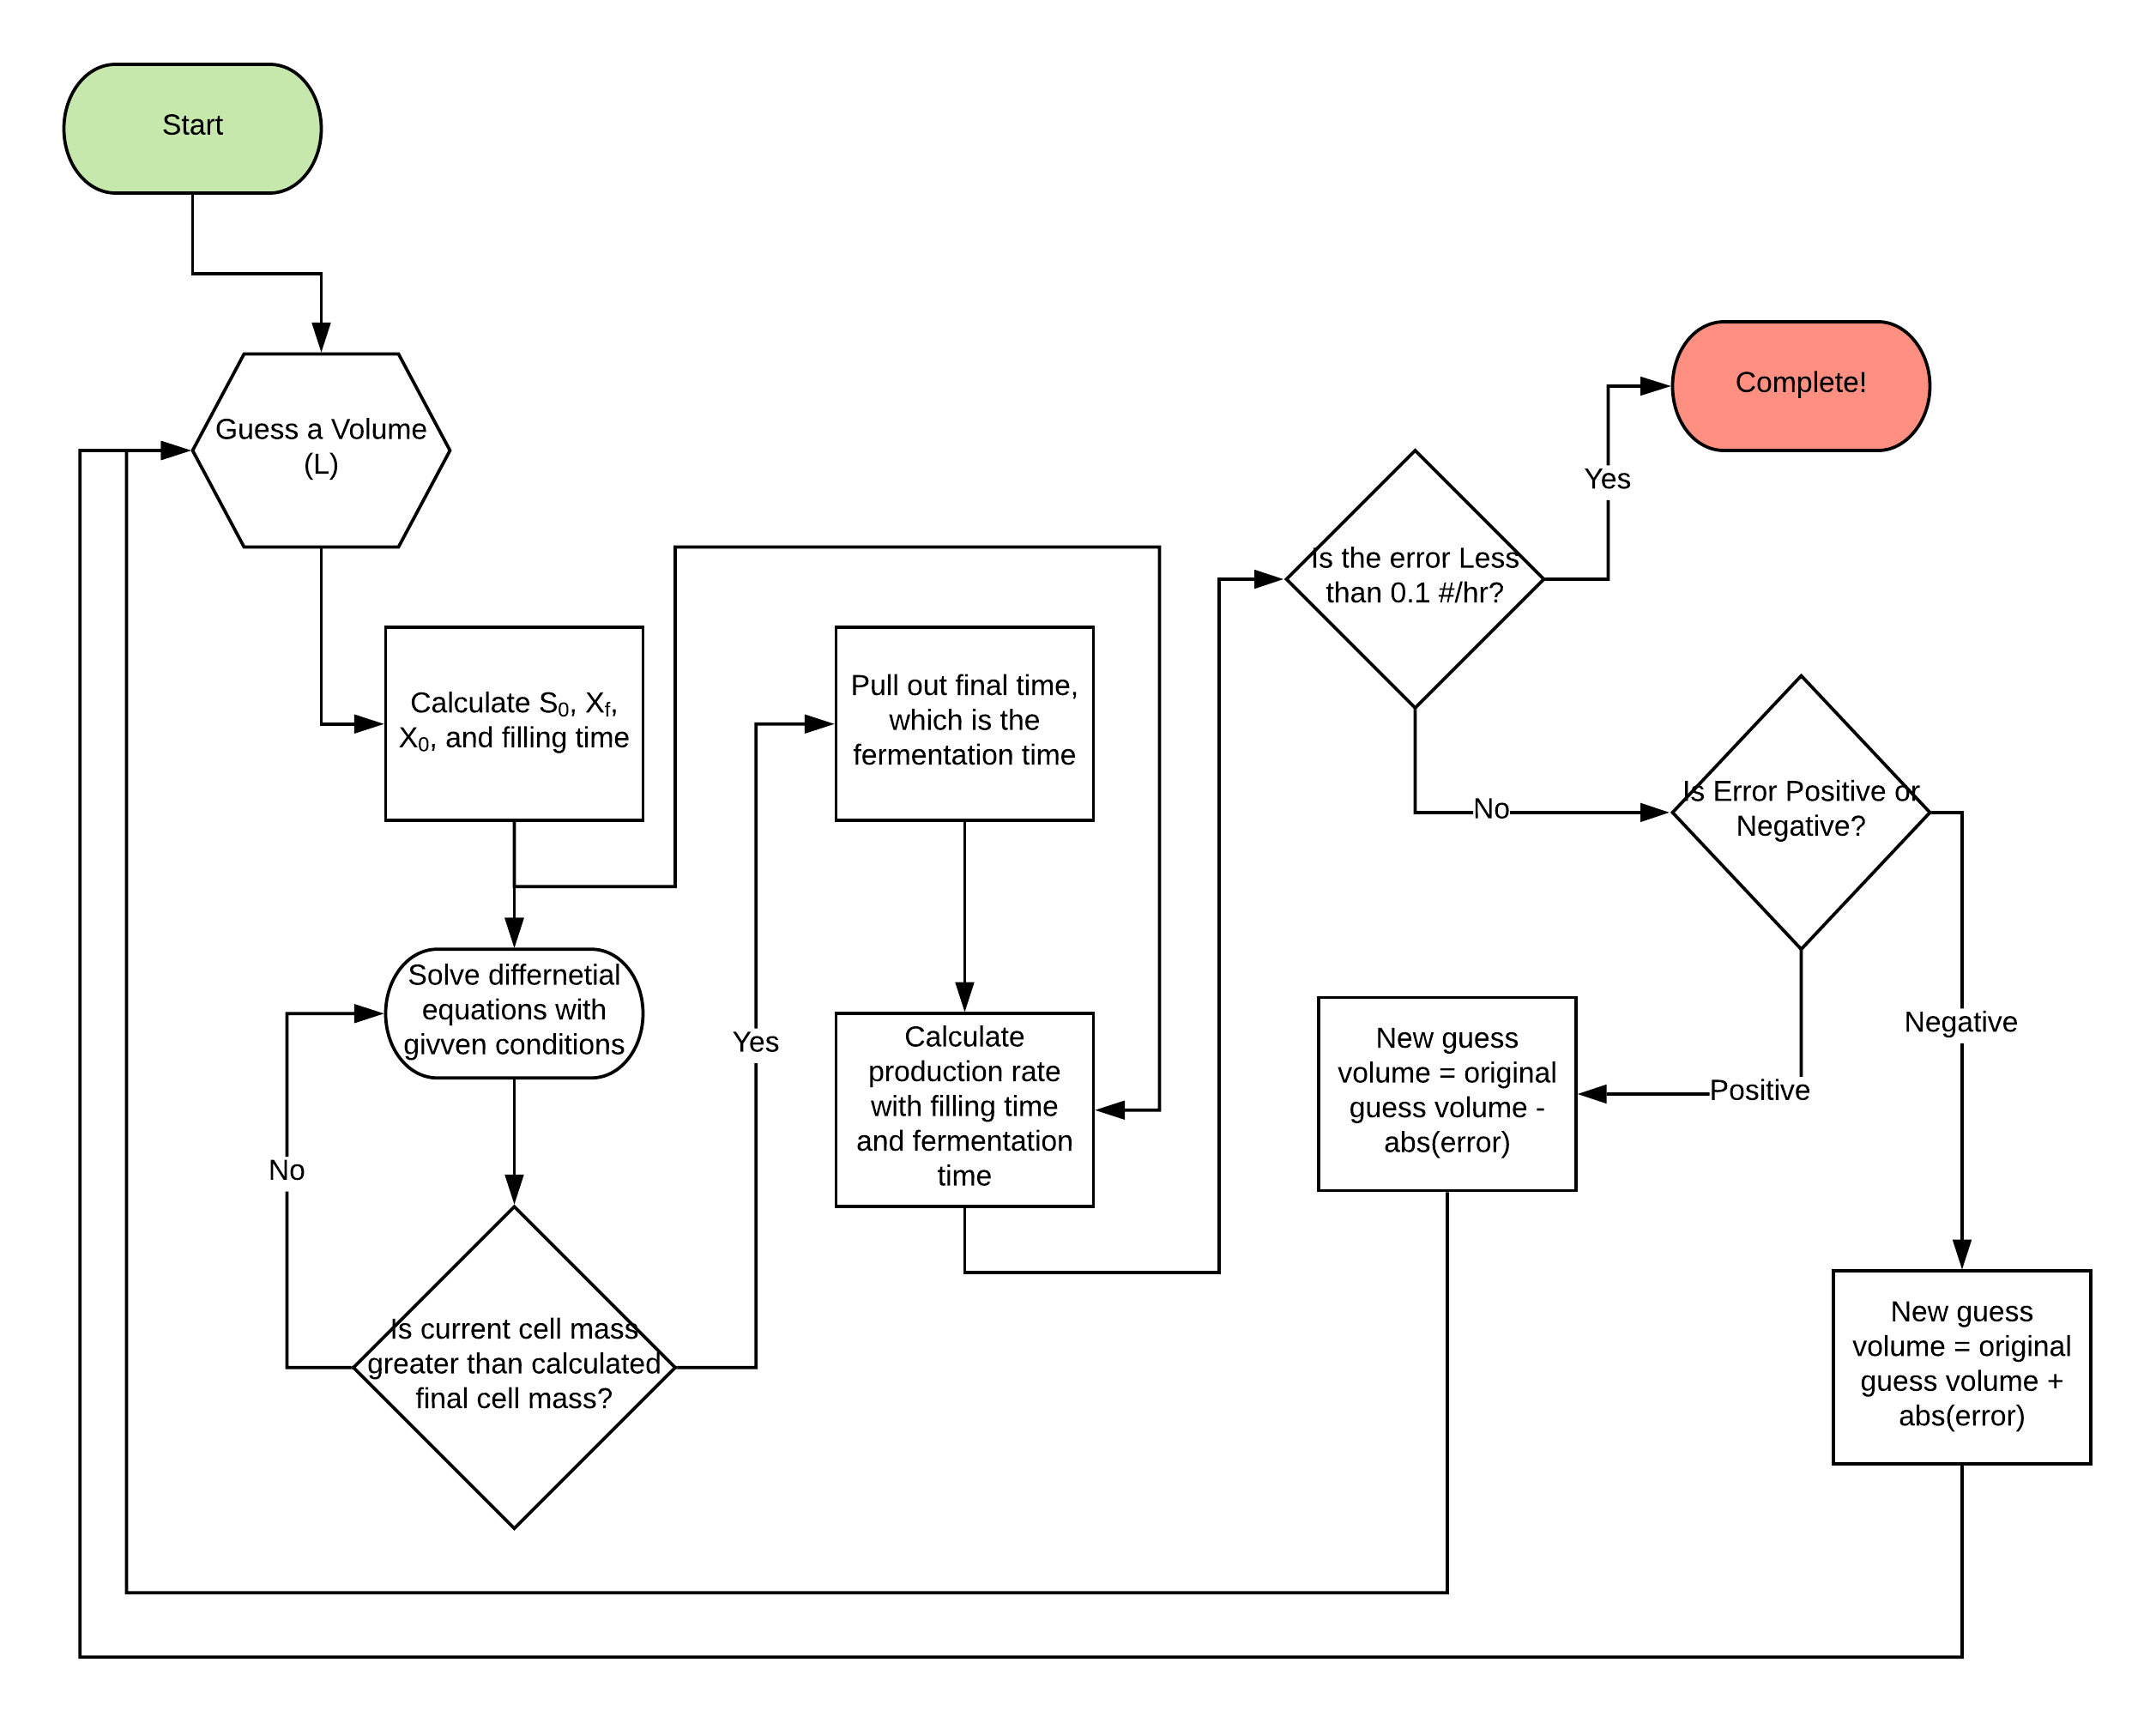 Start
Guess a Volume
(L)
Calculate S₀, X_f,
X₀, and filling time
Solve differnetial
equations with
givven conditions
No
Is current cell mass
greater than calculated
final cell mass?
Yes
Pull out final time,
which is the
fermentation time
Calculate
production rate
with filling time
and fermentation
time
Is the error Less
than 0.1 #/hr?
Yes
Complete!
No
Is Error Positive or
Negative?
Positive
New guess
volume = original
guess volume -
abs(error)
Negative
New guess
volume = original
guess volume +
abs(error)